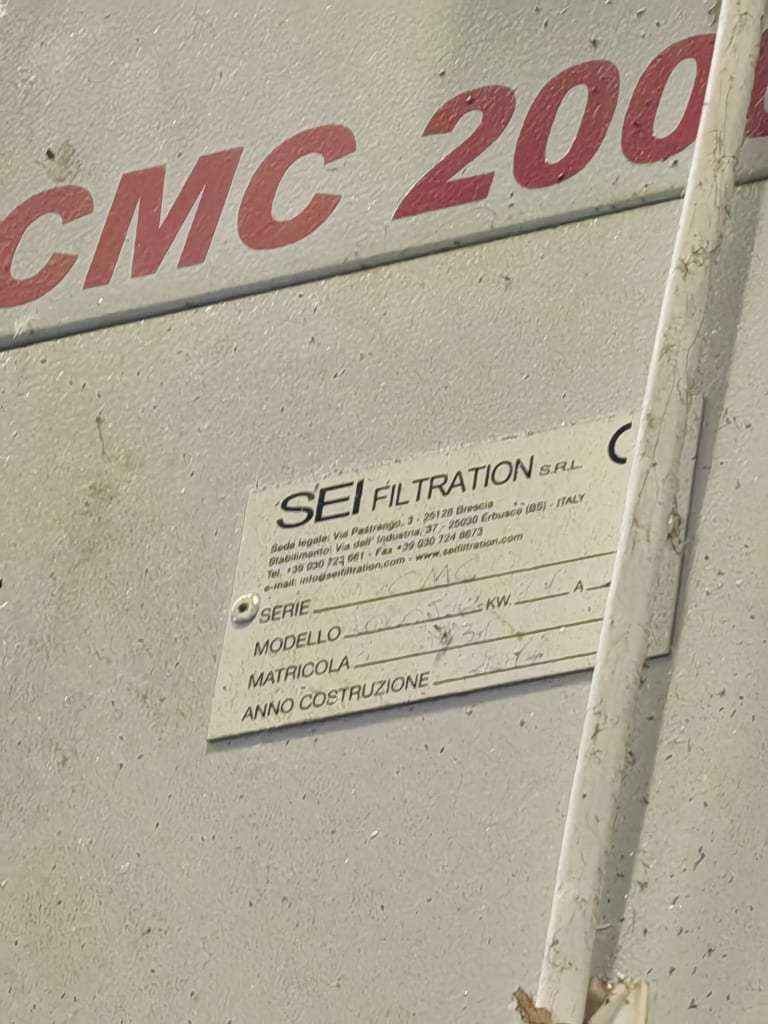 CMC 200
SEI FILTRATION S.R.L.
Sede legale: Via Pastrengo, 3 - 25128 Brescia
Stabilimento: Via dell' Industria, 37 - 25030 Erbusco (BS) - ITALY
Tel. +39 030 723 661 - Fax +39 030 724 8673
e-mail: info@seifiltration.com - www.seifiltration.com
SERIE CMC
MODELLO KW. A
MATRICOLA
ANNO COSTRUZIONE